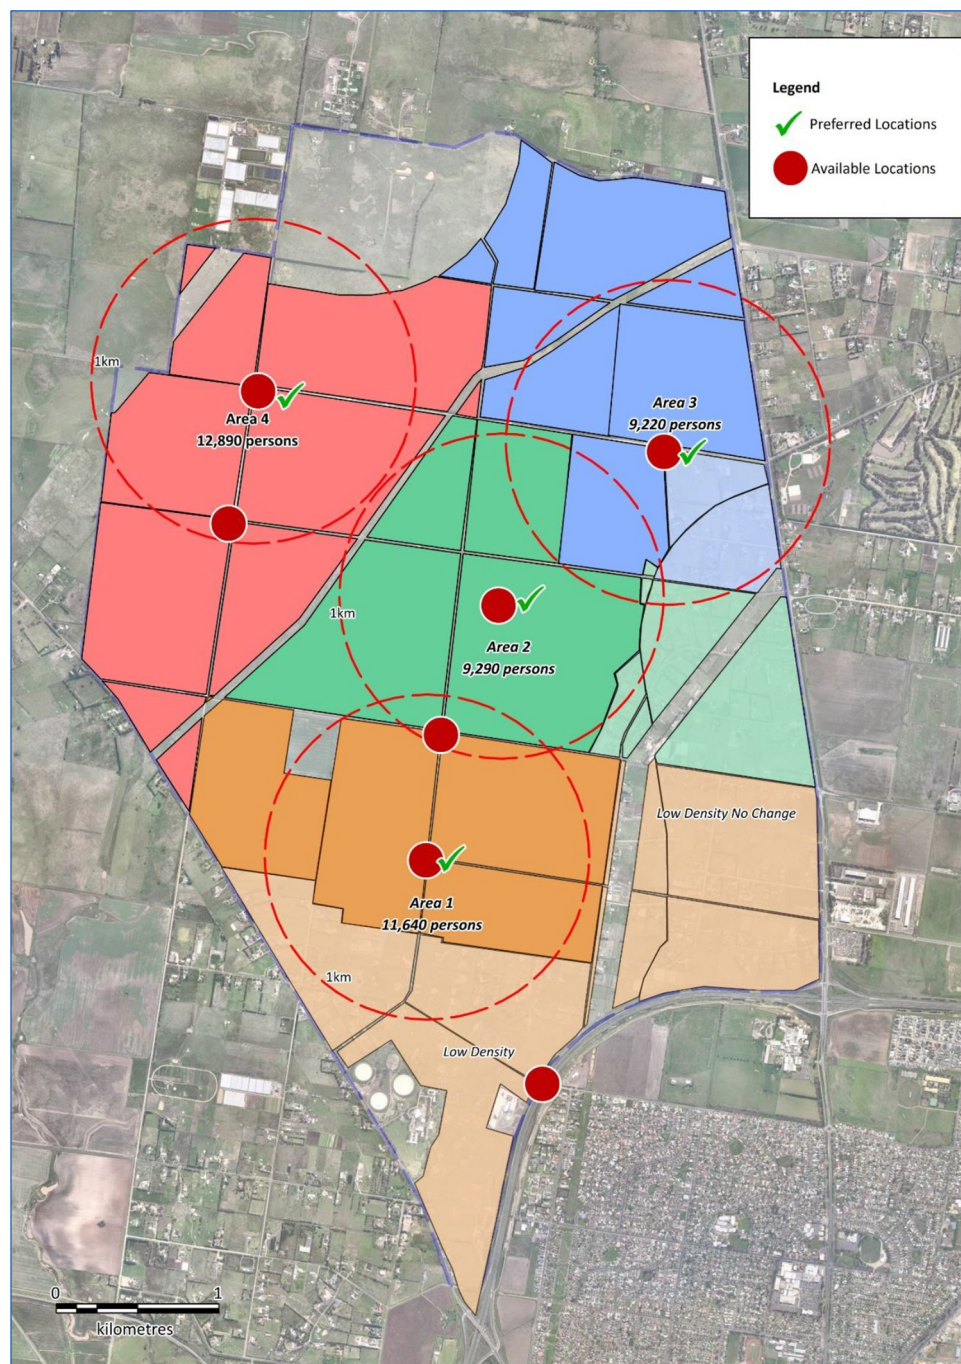 Legend
Preferred Locations
Available Locations
1km
Area 4
12,890 persons
Area 3
9,220 persons
1km
Area 2
9,290 persons
Low Density No Change
Area 1
11,640 persons
1km
Low Density
0 1
kilometres